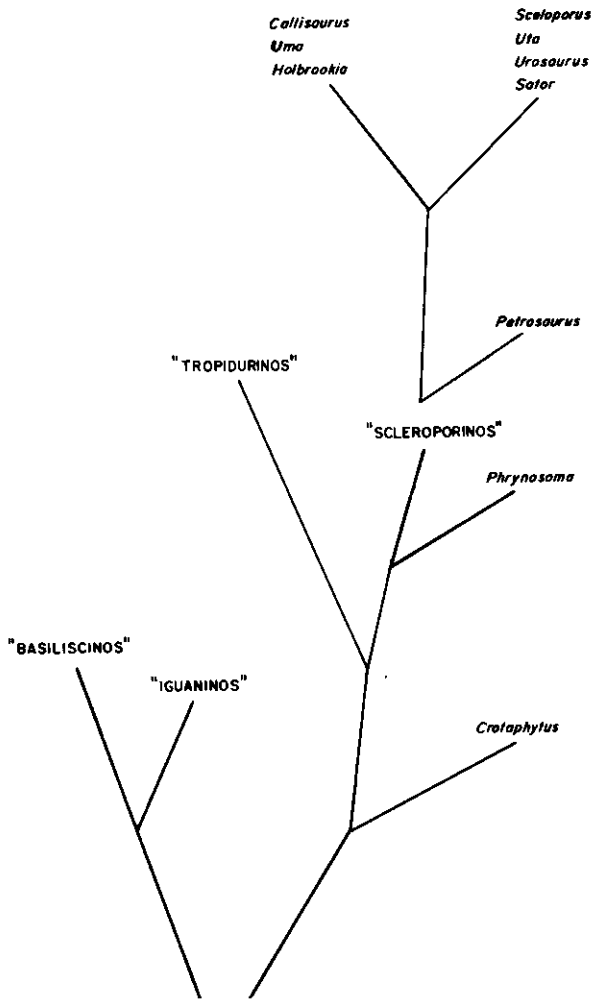 Callisaurus
Uma
Holbrookia
Sceloporus
Uta
Urosaurus
Sator
Petrosaurus
"TROPIDURINOS"
"SCLEROPORINOS"
Phrynosoma
"BASILISCINOS"
"IGUANINOS"
Crotaphytus